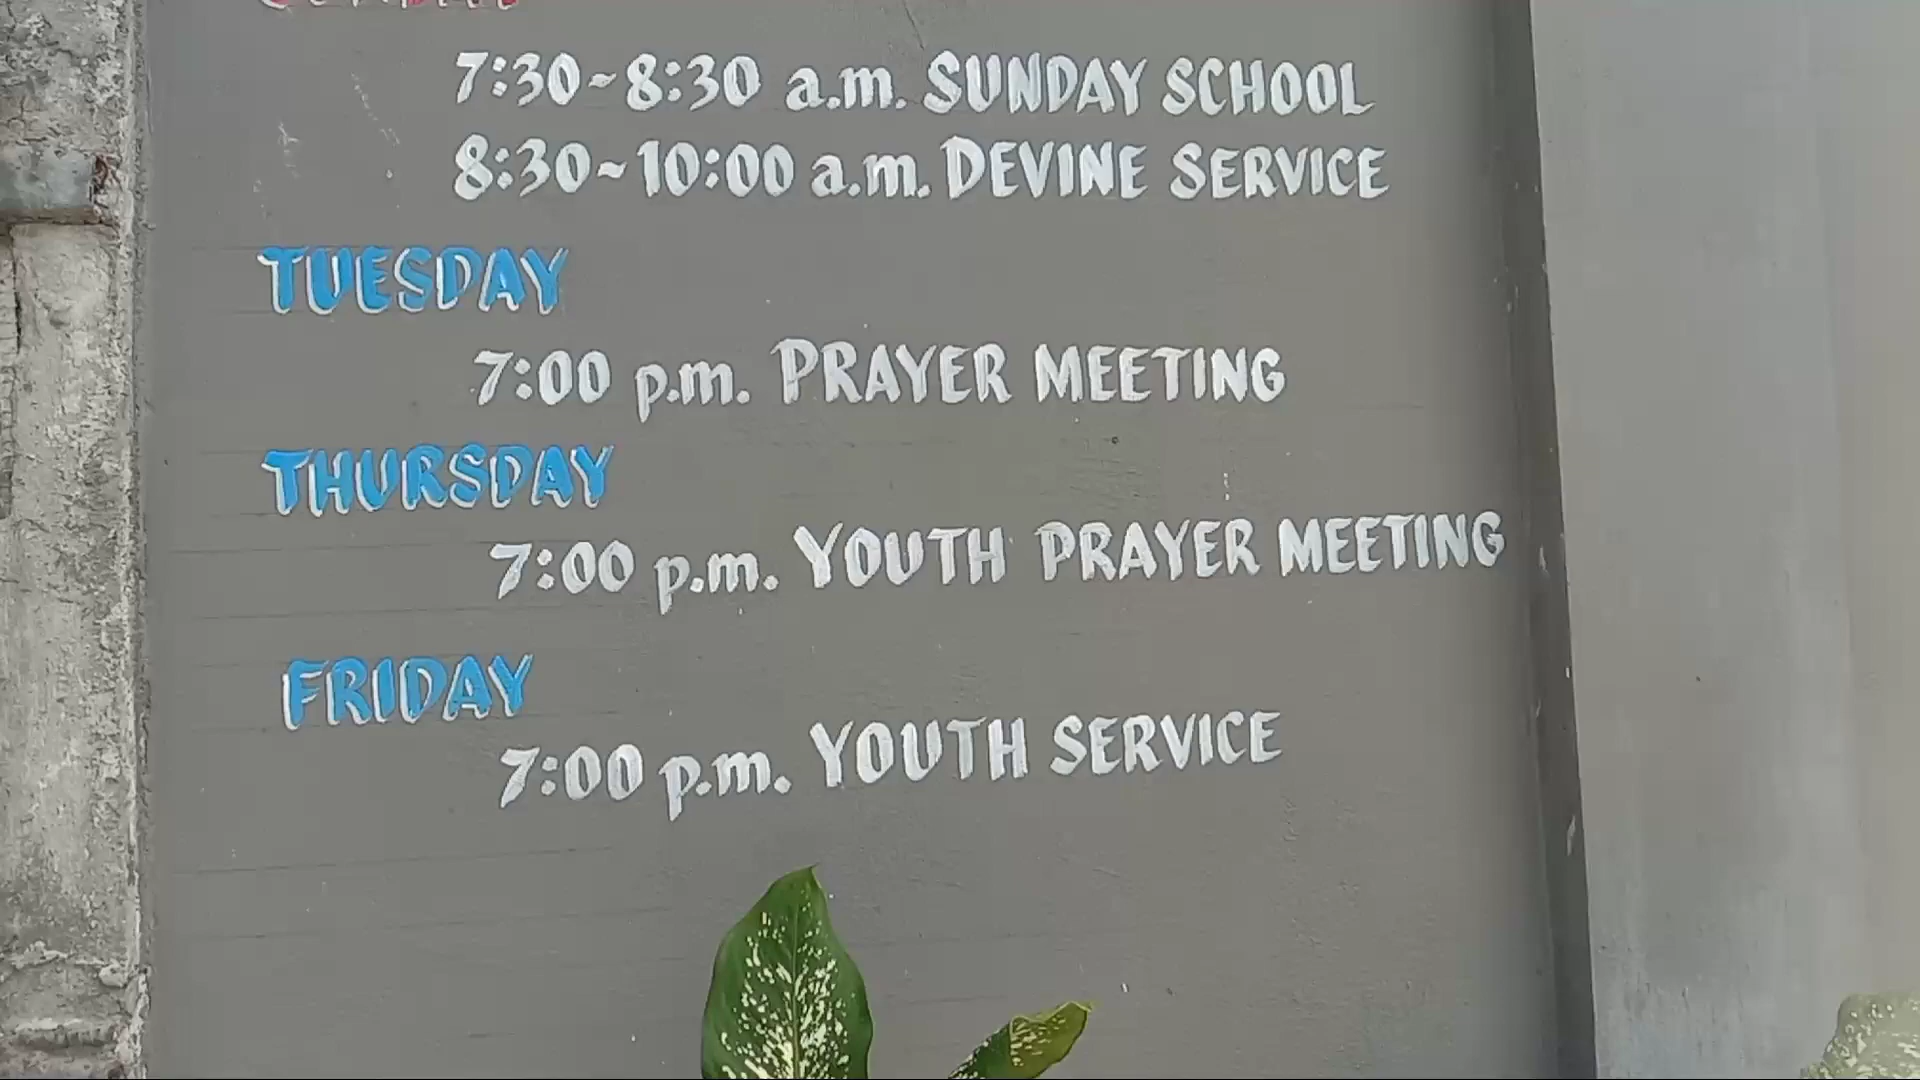 7:30~8:30 a.m. SUNDAY SCHOOL
8:30~10:00 a.m. DEVINE SERVICE
TUESDAY
7:00 p.m. PRAYER MEETING
THURSDAY
7:00 p.m. YOUTH PRAYER MEETING
FRIDAY
7:00 p.m. YOUTH SERVICE